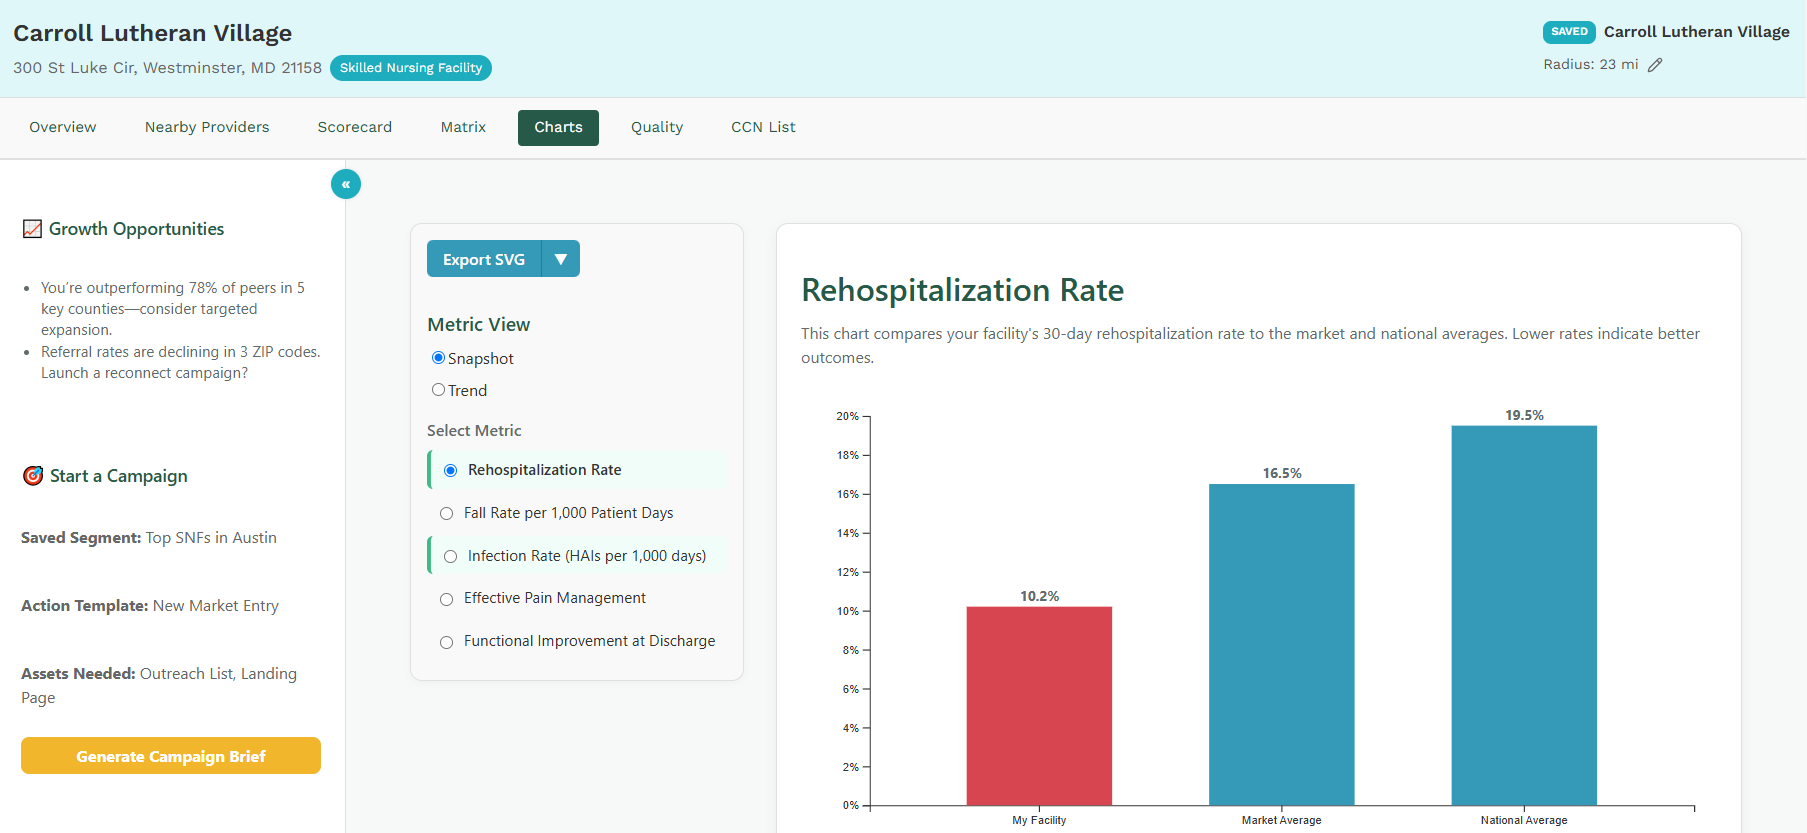 Carroll Lutheran Village
300 St Luke Cir, Westminster, MD 21158 Skilled Nursing Facility
SAVED Carroll Lutheran Village
Radius: 23 mi
Overview Nearby Providers Scorecard Matrix Charts Quality CCN List
«
Growth Opportunities
• You’re outperforming 78% of peers in 5
key counties—consider targeted
expansion.
• Referral rates are declining in 3 ZIP codes.
Launch a reconnect campaign?
Start a Campaign
Saved Segment: Top SNFs in Austin
Action Template: New Market Entry
Assets Needed: Outreach List, Landing
Page
Generate Campaign Brief
Export SVG ▼
Metric View
Snapshot
Trend
Select Metric
Rehospitalization Rate
Fall Rate per 1,000 Patient Days
Infection Rate (HAIs per 1,000 days)
Effective Pain Management
Functional Improvement at Discharge
Rehospitalization Rate
This chart compares your facility's 30-day rehospitalization rate to the market and national averages. Lower rates indicate better
outcomes.
20%
18%
16%
14%
12%
10%
8%
6%
4%
2%
0%
10.2%
16.5%
19.5%
My Facility Market Average National Average